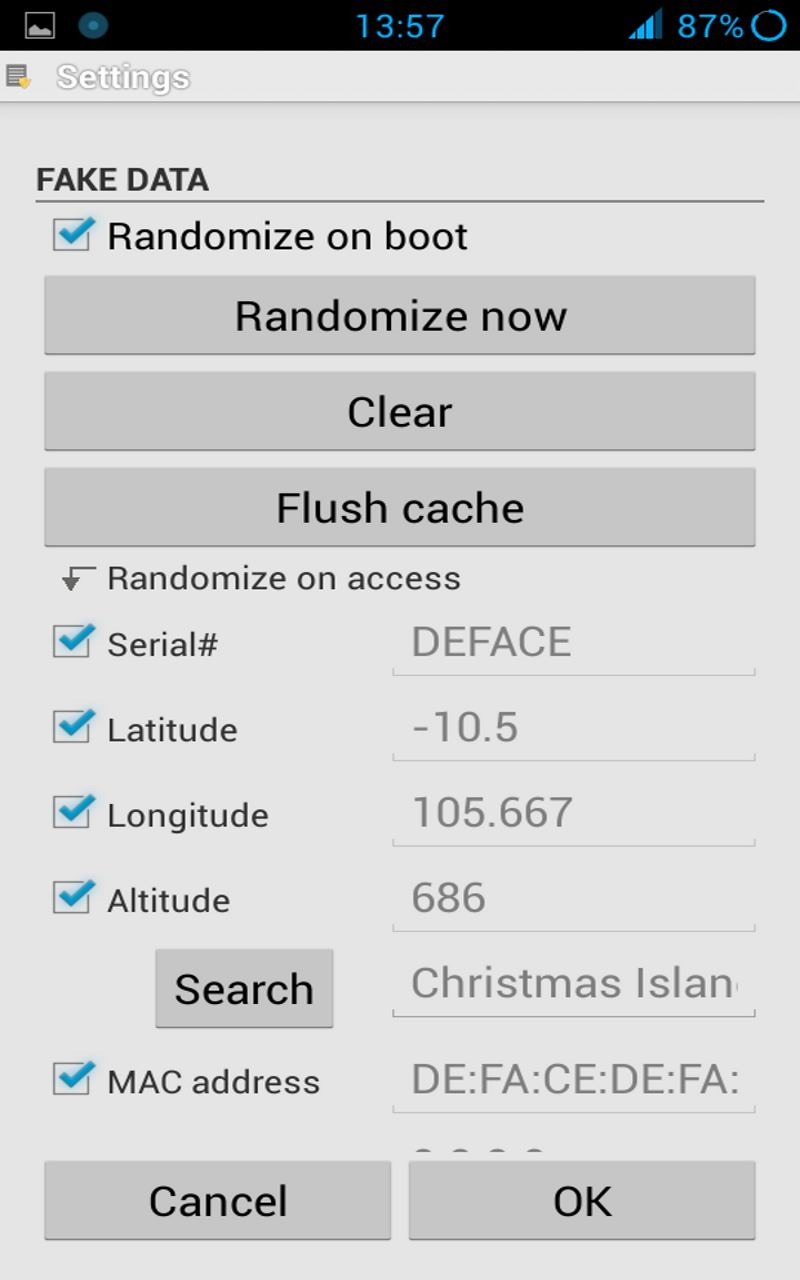 13:57
87%
Settings
FAKE DATA
Randomize on boot
Randomize now
Clear
Flush cache
Randomize on access
Serial# DEFACE
Latitude -10.5
Longitude 105.667
Altitude 686
Search Christmas Islan
MAC address DE:FA:CE:DE:FA:
Cancel OK